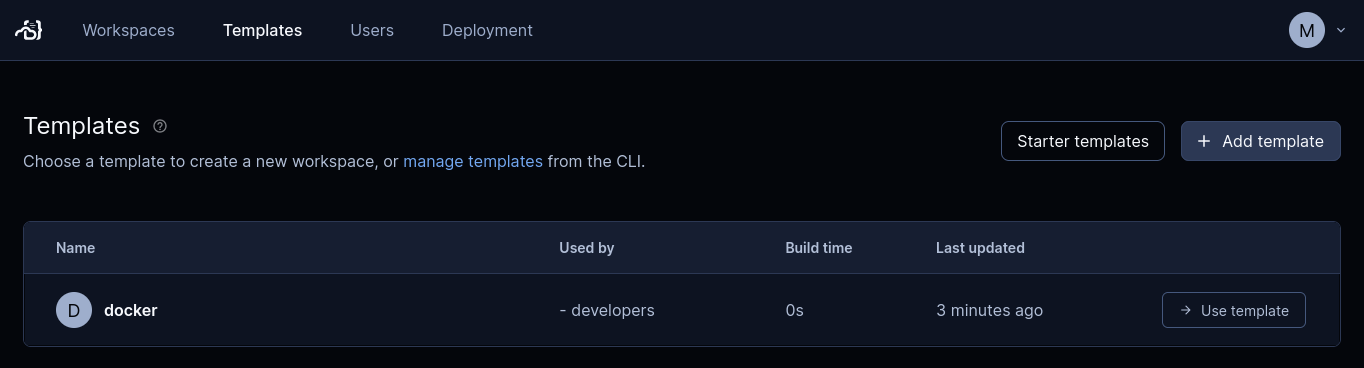 Workspaces Templates Users Deployment M
Templates
Choose a template to create a new workspace, or manage templates from the CLI.
Starter templates + Add template
Name Used by Build time Last updated
D docker - developers 0s 3 minutes ago → Use template